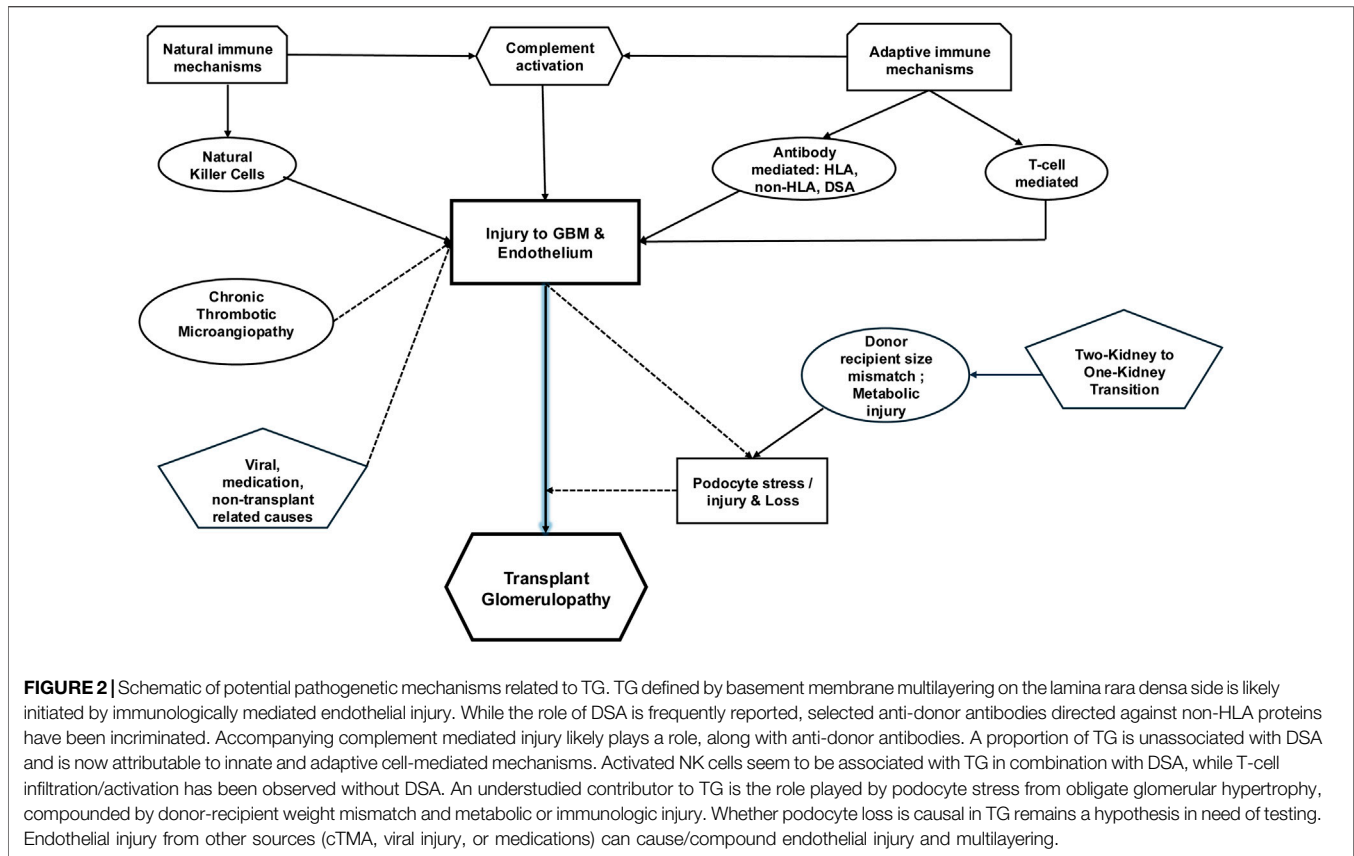 Natural immune
mechanisms
Complement
activation
Adaptive immune
mechanisms
Natural
Killer Cells
Antibody
mediated: HLA,
non-HLA, DSA
T-cell
mediated
Injury to GBM &
Endothelium
Chronic
Thrombotic
Microangiopathy
Donor
recipient size
mismatch ;
Metabolic
injury
Two-Kidney to
One-Kidney
Transition
Viral,
medication,
non-transplant
related causes
Podocyte stress /
injury & Loss
Transplant
Glomerulopathy
FIGURE 2 | Schematic of potential pathogenetic mechanisms related to TG. TG defined by basement membrane multilayering on the lamina rara densa side is likely
initiated by immunologically mediated endothelial injury. While the role of DSA is frequently reported, selected anti-donor antibodies directed against non-HLA proteins
have been incriminated. Accompanying complement mediated injury likely plays a role, along with anti-donor antibodies. A proportion of TG is unassociated with DSA
and is now attributable to innate and adaptive cell-mediated mechanisms. Activated NK cells seem to be associated with TG in combination with DSA, while T-cell
infiltration/activation has been observed without DSA. An understudied contributor to TG is the role played by podocyte stress from obligate glomerular hypertrophy,
compounded by donor-recipient weight mismatch and metabolic or immunologic injury. Whether podocyte loss is causal in TG remains a hypothesis in need of testing.
Endothelial injury from other sources (cTMA, viral injury, or medications) can cause/compound endothelial injury and multilayering.